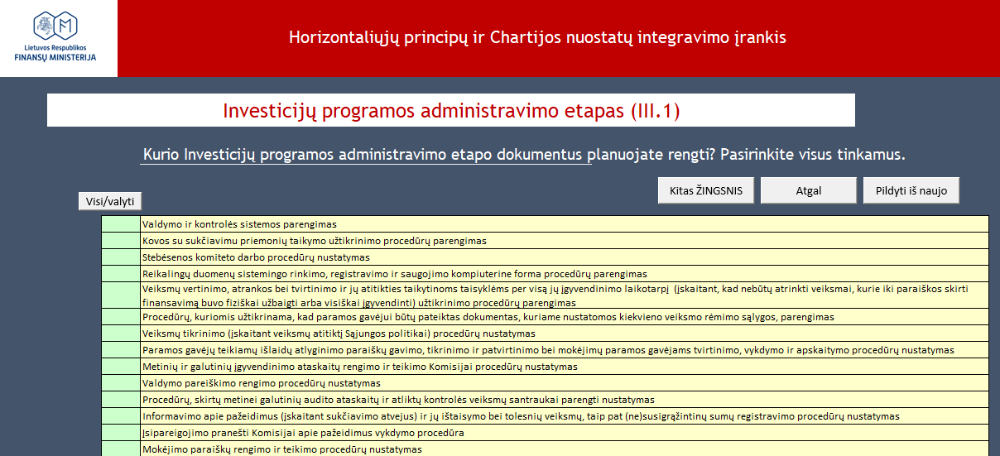 Lietuvos Respublikos
FINANSŲ MINISTERIJA
Horizontaliųjų principų ir Chartijos nuostatų integravimo įrankis
Investicijų programos administravimo etapas (III.1)
Kurio Investicijų programos administravimo etapo dokumentus planuojate rengti? Pasirinkite visus tinkamus.
Kitas ŽINGSNIS
Atgal
Pildyti iš naujo
Visi/valyti
Valdymo ir kontrolės sistemos parengimas
Kovos su sukčiavimu priemonių taikymo užtikrinimo procedūrų parengimas
Stebėsenos komiteto darbo procedūrų nustatymas
Reikalingų duomenų sistemingo rinkimo, registravimo ir saugojimo kompiuterine forma procedūrų parengimas
Veiksmų vertinimo, atrankos bei tvirtinimo ir jų atitikties taikytinoms taisyklėms per visą jų įgyvendinimo laikotarpį (įskaitant, kad nebūtų atrinkti veiksmai, kurie iki paraiškos skirti
finansavimą buvo fiziškai užbaigti arba visiškai įgyvendinti) užtikrinimo procedūrų parengimas
Procedūrų, kuriomis užtikrinama, kad paramos gavėjui būtų pateiktas dokumentas, kuriame nustatomos kiekvieno veiksmo rėmimo sąlygos, parengimas
Veiksmų tikrinimo (įskaitant veiksmų atitiktį Sąjungos politikai) procedūrų nustatymas
Paramos gavėjų teikiamų išlaidų atlyginimo paraiškų gavimo, tikrinimo ir patvirtinimo bei mokėjimų paramos gavėjams tvirtinimo, vykdymo ir apskaitymo procedūrų nustatymas
Metinių ir galutinių įgyvendinimo ataskaitų rengimo ir teikimo Komisijai procedūrų nustatymas
Valdymo pareiškimo rengimo procedūrų nustatymas
Procedūrų, skirtų metinei galutinių audito ataskaitų ir atliktų kontrolės veiksmų santraukai parengti nustatymas
Informavimo apie pažeidimus (įskaitant sukčiavimo atvejus) ir jų ištaisymo bei tolesnių veiksmų, taip pat (ne)susigrąžintinų sumų registravimo procedūrų nustatymas
Įsipareigojimo pranešti Komisijai apie pažeidimus vykdymo procedūra
Mokėjimo paraiškų rengimo ir teikimo procedūrų nustatymas